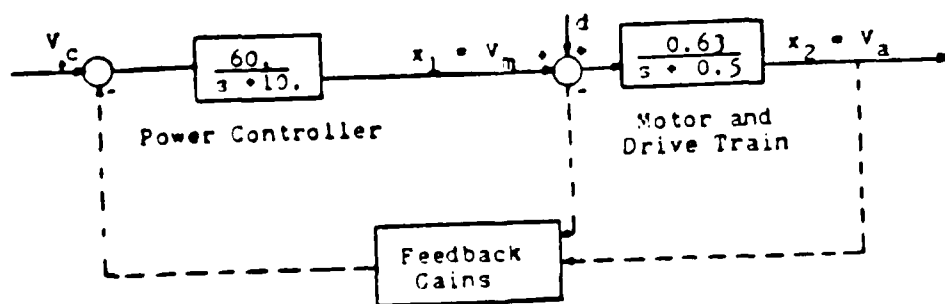 V_c
60.
s + 10.
x_1 = V_m
d
0.63
s + 0.5
x_2 = V_a
Power Controller
Motor and
Drive Train
Feedback
Gains